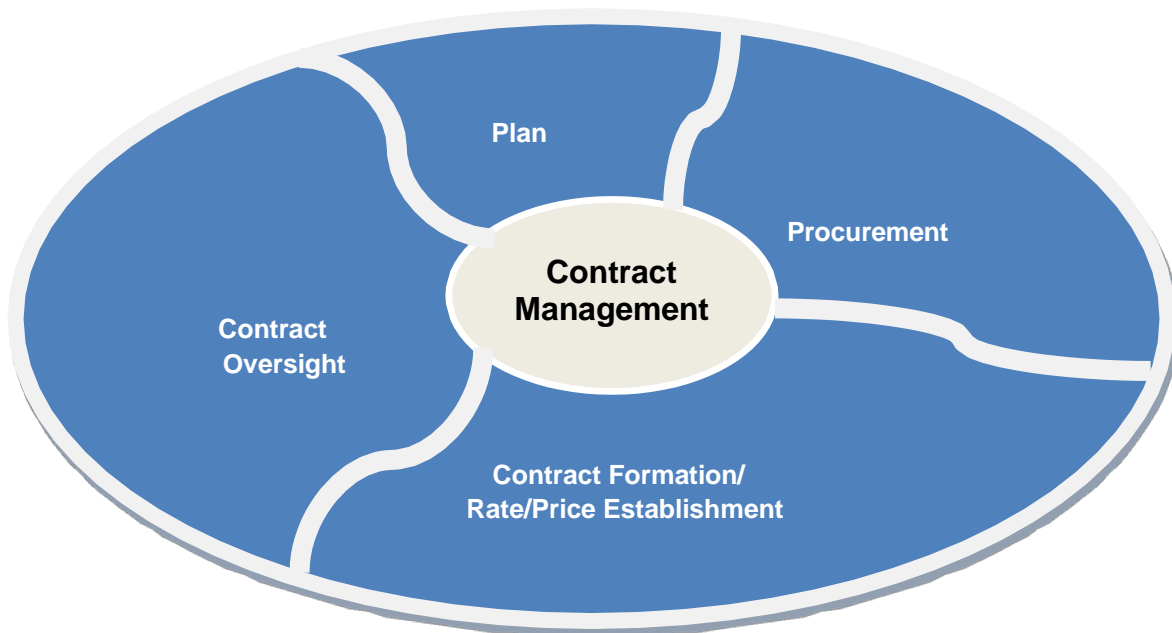 Plan
Procurement
Contract
Management
Contract
Oversight
Contract Formation/
Rate/Price Establishment